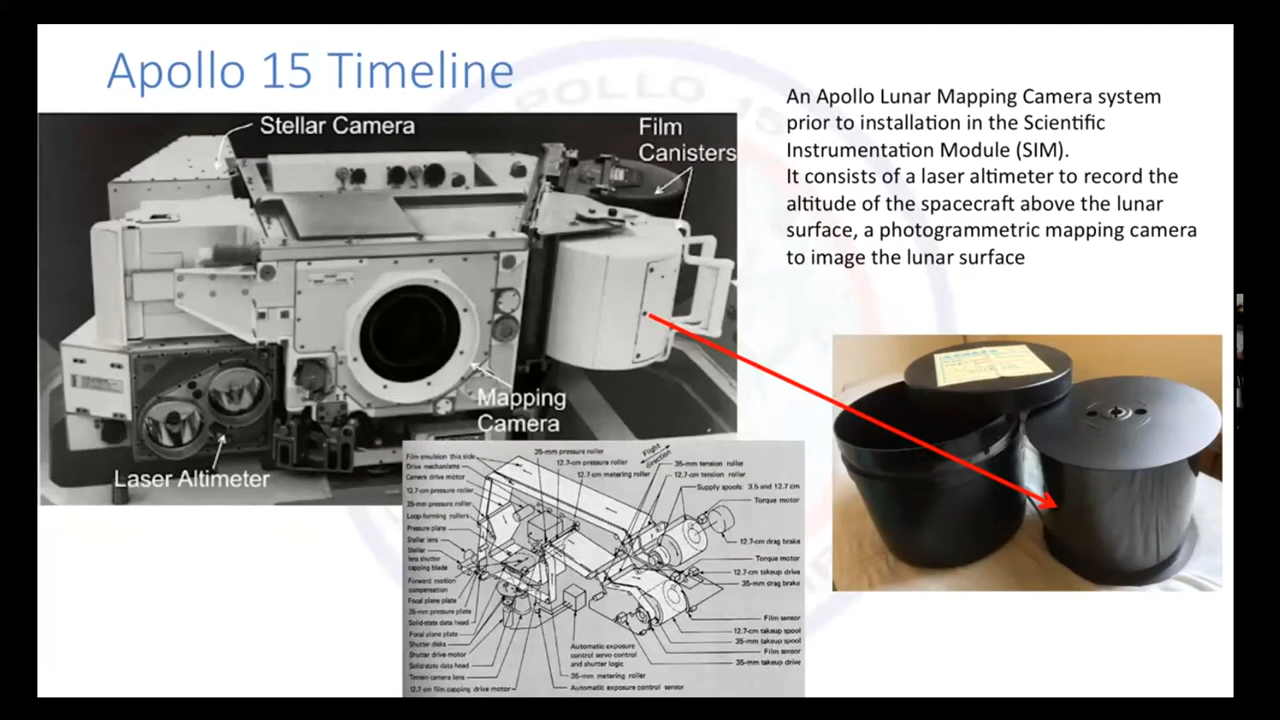 Apollo 15 Timeline
An Apollo Lunar Mapping Camera system
prior to installation in the Scientific
Instrumentation Module (SIM).
It consists of a laser altimeter to record the
altitude of the spacecraft above the lunar
surface, a photogrammetric mapping camera
to image the lunar surface
APOLLO 15
Stellar Camera
Film
Canisters
Mapping
Camera
Laser Altimeter
Film emulsion this side
Drive mechanisms
Camera drive motor
12.7-cm pressure roller
35-mm pressure roller
Loop-forming rollers
Pressure plate
Stellar lens
Stellar
lens shutter
capping blade
Forward motion
compensation
Focal plane plate
35-mm pressure plate
Solid-state data head
Focal plane plate
Shutter disks
Shutter drive motor
Solid-state data head
Terrain camera lens
12.7 cm film capping drive motor
35-mm pressure roller
12.7-cm pressure roller
12.7-cm metering roller
Flight
direction
35-mm tension roller
12.7-cm tension roller
Supply spools: 3.5 and 12.7 cm
Torque motor
12.7-cm drag brake
Torque motor
12.7-cm takeup drive
35-mm drag brake
Film sensor
12.7-cm takeup spool
35-mm takeup spool
Film sensor
35-mm takeup drive
Automatic exposure
control servo control
and shutter logic
35-mm metering roller
Automatic exposure control sensor